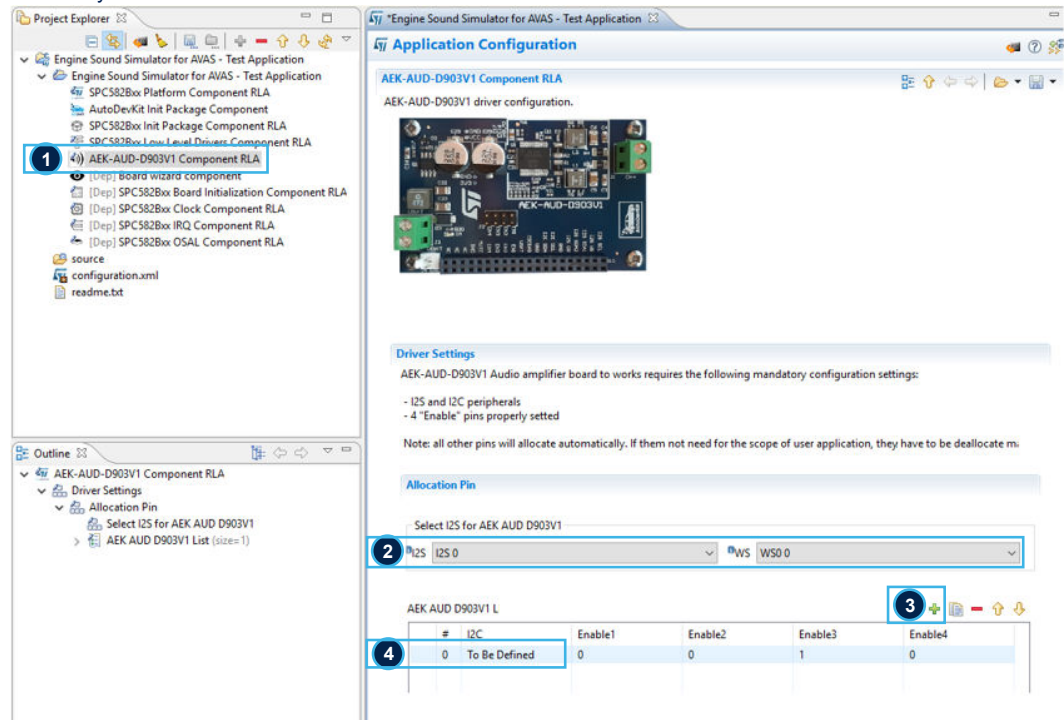 Project Explorer
Engine Sound Simulator for AVAS - Test Application
Engine Sound Simulator for AVAS - Test Application
SPC582Bxx Platform Component RLA
AutoDevKit Init Package Component
SPC582Bxx Init Package Component RLA
SPC582Bxx Low Level Drivers Component RLA
1 AEK-AUD-D903V1 Component RLA
[Dep] Board wizard component
[Dep] SPC582Bxx Board Initialization Component RLA
[Dep] SPC582Bxx Clock Component RLA
[Dep] SPC582Bxx IRQ Component RLA
[Dep] SPC582Bxx OSAL Component RLA
source
configuration.xml
readme.txt
Outline
AEK-AUD-D903V1 Component RLA
Driver Settings
Allocation Pin
Select I2S for AEK AUD D903V1
AEK AUD D903V1 List (size=1)
*Engine Sound Simulator for AVAS - Test Application
Application Configuration
AEK-AUD-D903V1 Component RLA
AEK-AUD-D903V1 driver configuration.
AEK-AUD-D903V1
Driver Settings
AEK-AUD-D903V1 Audio amplifier board to works requires the following mandatory configuration settings:
- I2S and I2C peripherals
- 4 "Enable" pins properly setted
Note: all other pins will allocate automatically. If them not need for the scope of user application, they have to be deallocate m
Allocation Pin
Select I2S for AEK AUD D903V1
2 I2S I2S 0 WS WS0 0
AEK AUD D903V1 L 3
# I2C Enable1 Enable2 Enable3 Enable4
4 0 To Be Defined 0 0 1 0